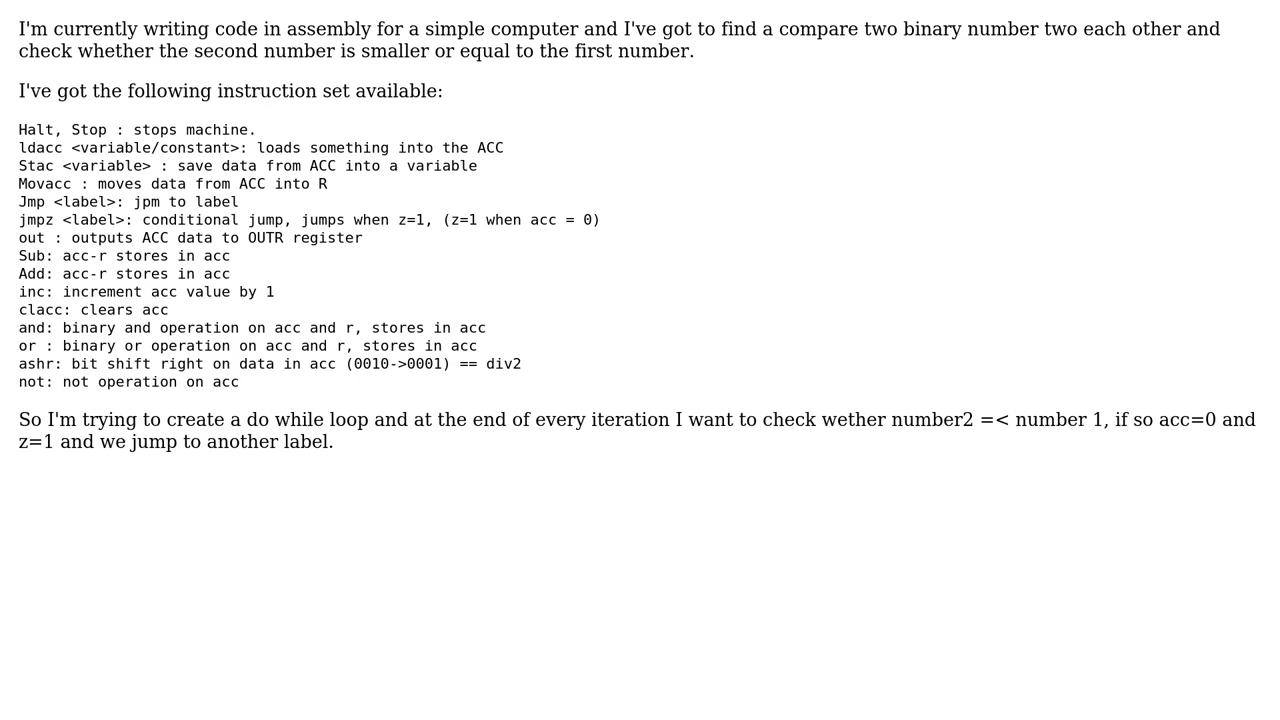 I'm currently writing code in assembly for a simple computer and I've got to find a compare two binary number two each other and
check whether the second number is smaller or equal to the first number.
I've got the following instruction set available:
Halt, Stop : stops machine.
ldacc <variable/constant>: loads something into the ACC
Stac <variable> : save data from ACC into a variable
Movacc : moves data from ACC into R
Jmp <label>: jpm to label
jmpz <label>: conditional jump, jumps when z=1, (z=1 when acc = 0)
out : outputs ACC data to OUTR register
Sub: acc-r stores in acc
Add: acc-r stores in acc
inc: increment acc value by 1
clacc: clears acc
and: binary and operation on acc and r, stores in acc
or : binary or operation on acc and r, stores in acc
ashr: bit shift right on data in acc (0010->0001) == div2
not: not operation on acc
So I'm trying to create a do while loop and at the end of every iteration I want to check wether number2 =< number 1, if so acc=0 and
z=1 and we jump to another label.